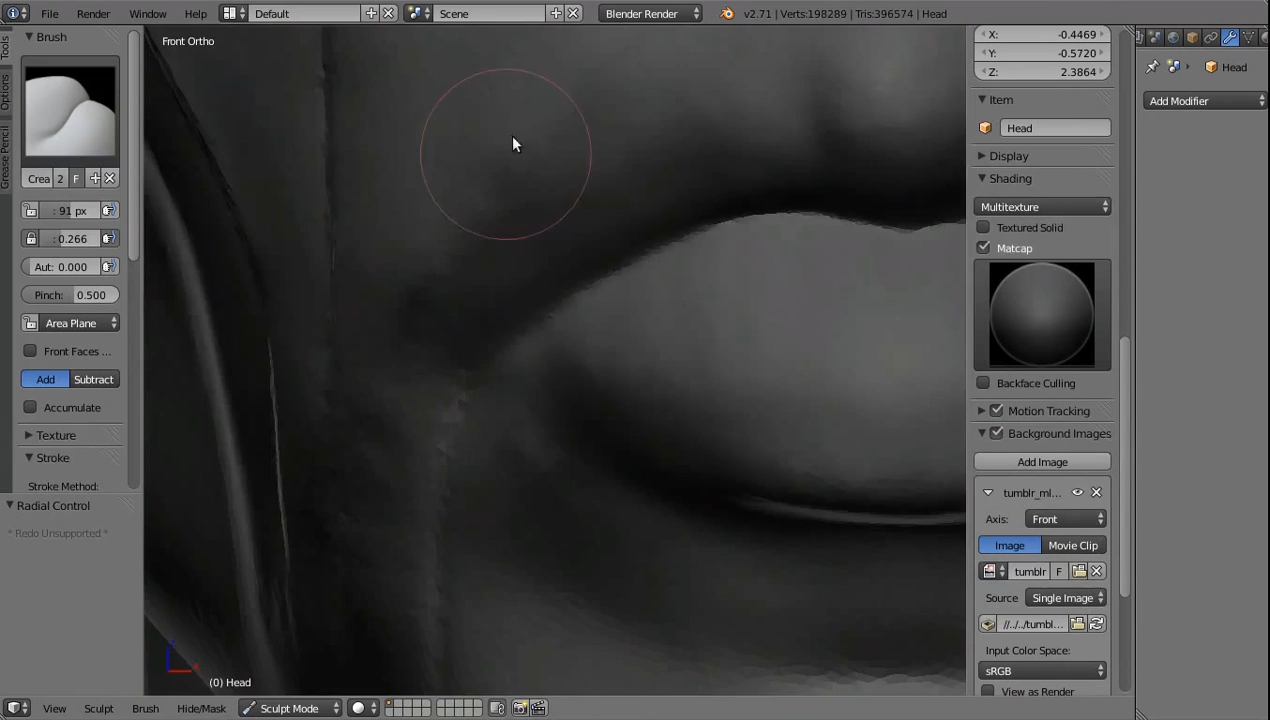 File Render Window Help Default Scene Blender Render v2.71 | Verts:198289 | Tris:396574 | Head
Tools
Options
Grease Pencil
Brush
Crea 2 F
: 91 px
: 0.266
Aut: 0.000
Pinch: 0.500
Area Plane
Front Faces ...
Add Subtract
Accumulate
Texture
Stroke
Stroke Method:
Radial Control
* Redo Unsupported *
Front Ortho
(0) Head
X: -0.4469
Y: -0.5720
Z: 2.3864
Item
Head
Display
Shading
Multitexture
Textured Solid
Matcap
Backface Culling
Motion Tracking
Background Images
Add Image
tumblr_ml...
Axis: Front
Image Movie Clip
tumblr F
Source Single Image
//../../tumbl...
Input Color Space:
sRGB
View as Render
Head
Add Modifier
View Sculpt Brush Hide/Mask Sculpt Mode